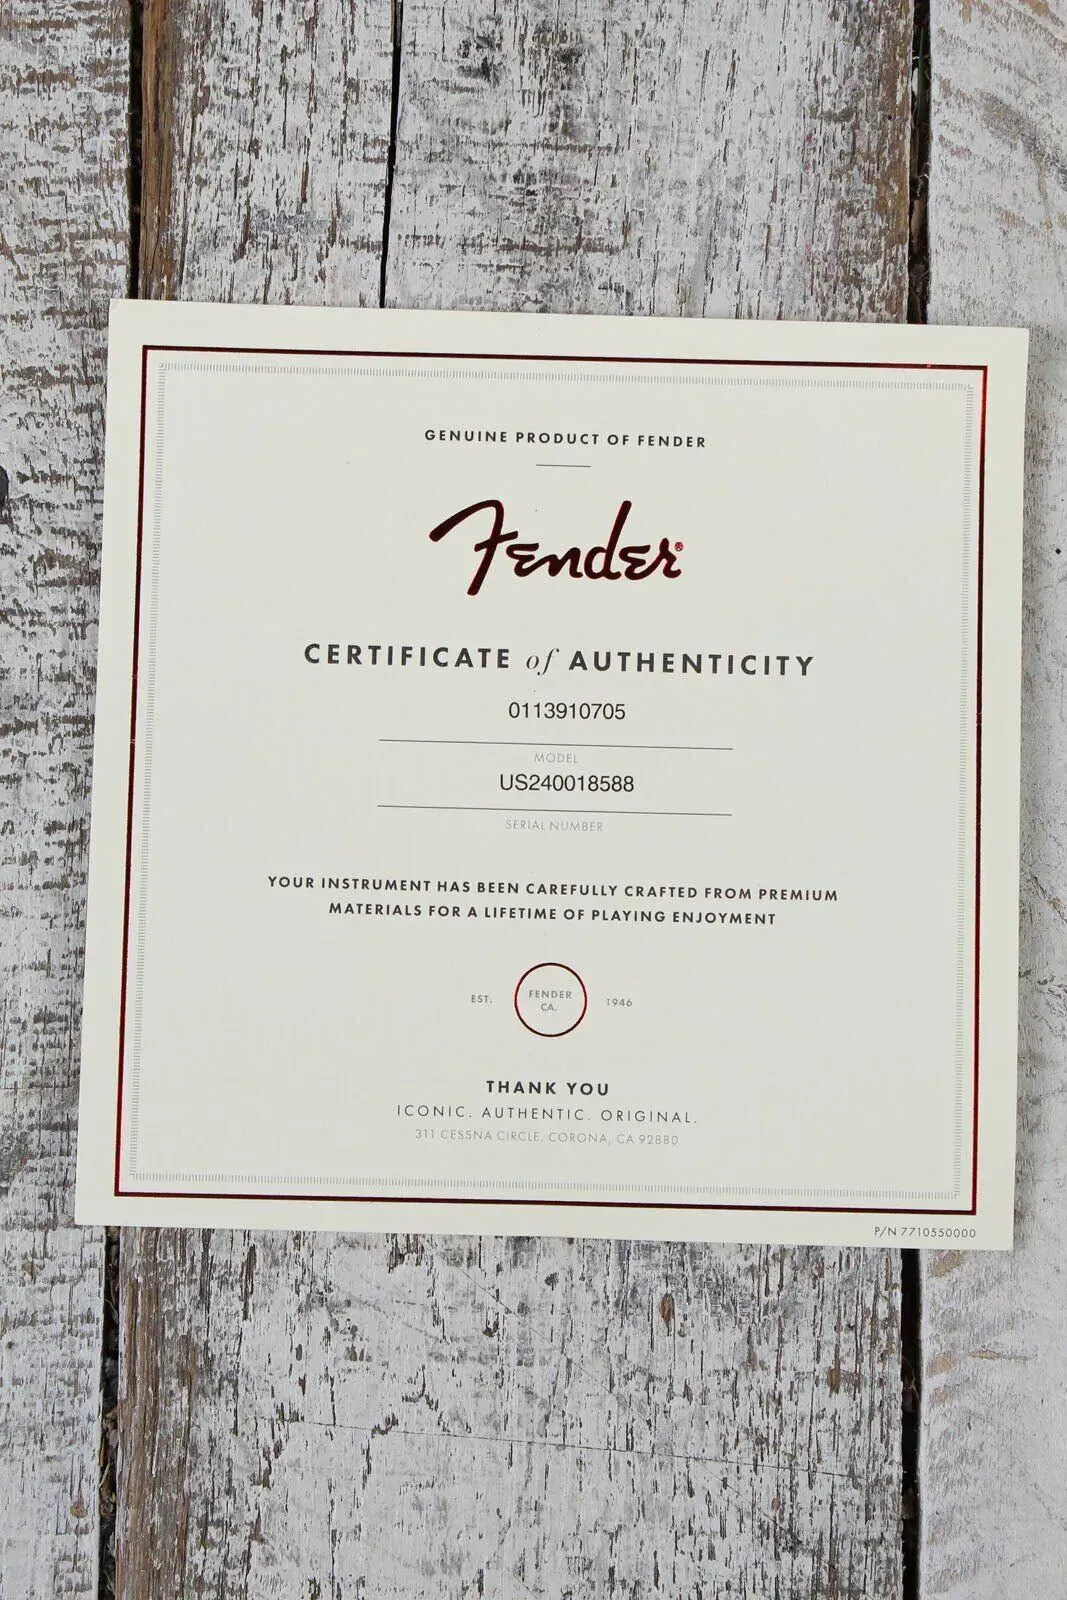 GENUINE PRODUCT OF FENDER
Fender®
CERTIFICATE of AUTHENTICITY
0113910705
MODEL
US240018588
SERIAL NUMBER
YOUR INSTRUMENT HAS BEEN CAREFULLY CRAFTED FROM PREMIUM
MATERIALS FOR A LIFETIME OF PLAYING ENJOYMENT
EST. FENDER CA. 1946
THANK YOU
ICONIC. AUTHENTIC. ORIGINAL.
311 CESSNA CIRCLE, CORONA, CA 92880
P/N 7710550000